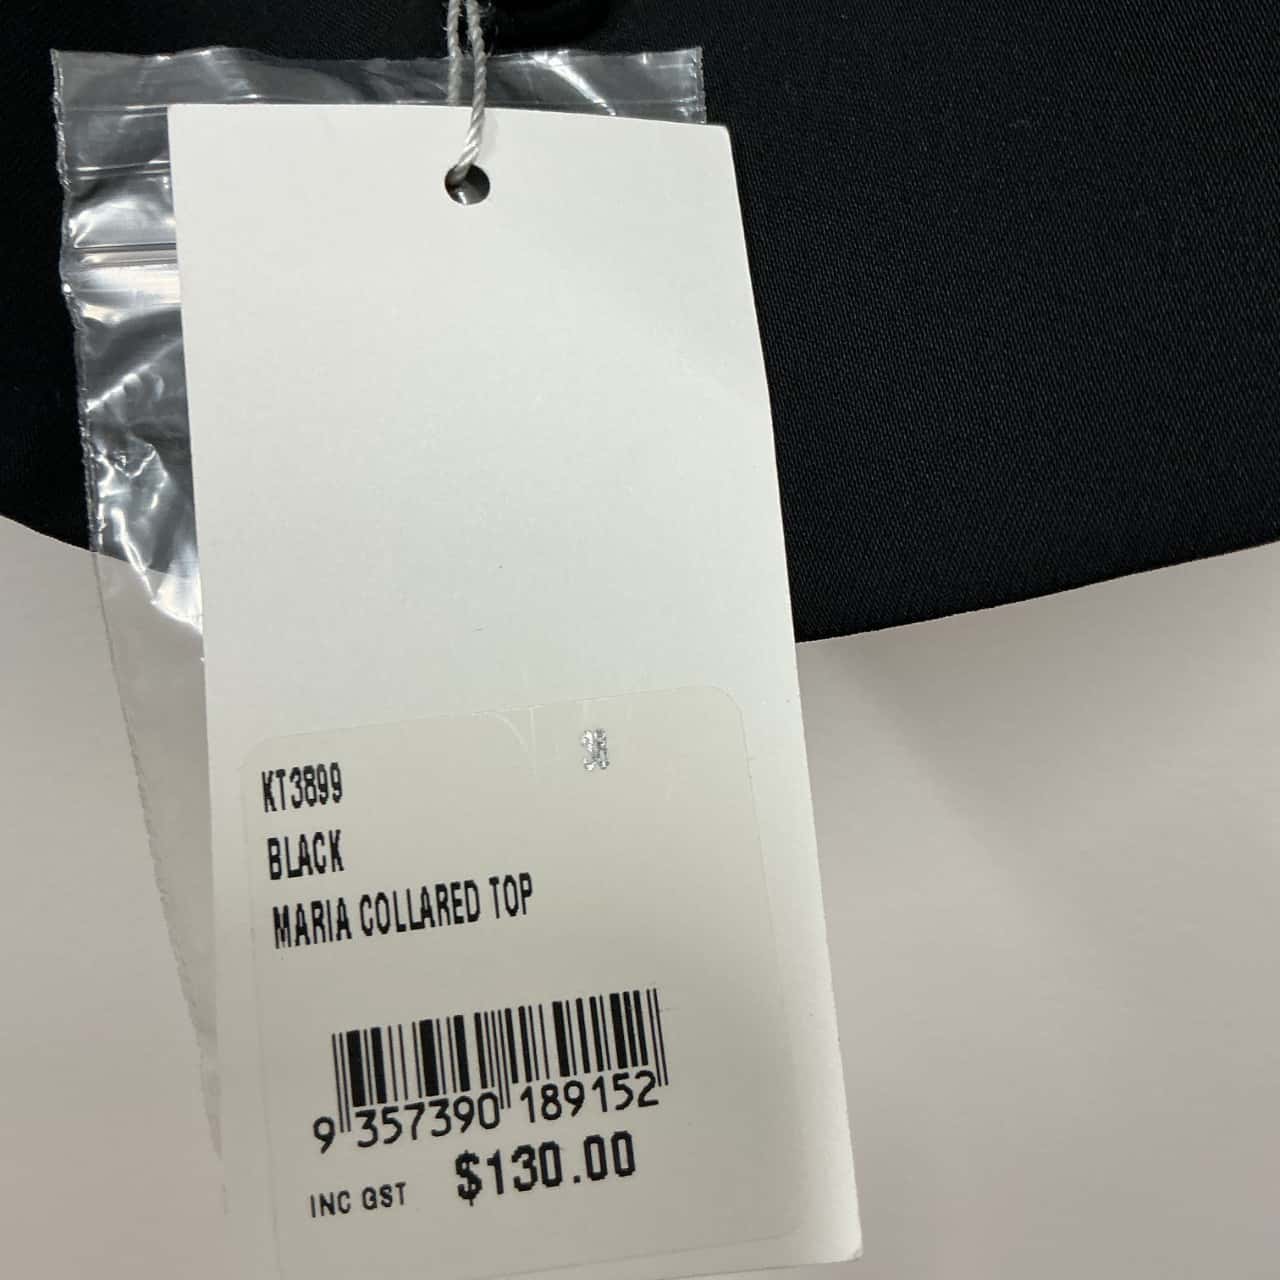 KT3899
BLACK
MARIA COLLARED TOP
9 357390 189152
INC GST $130.00